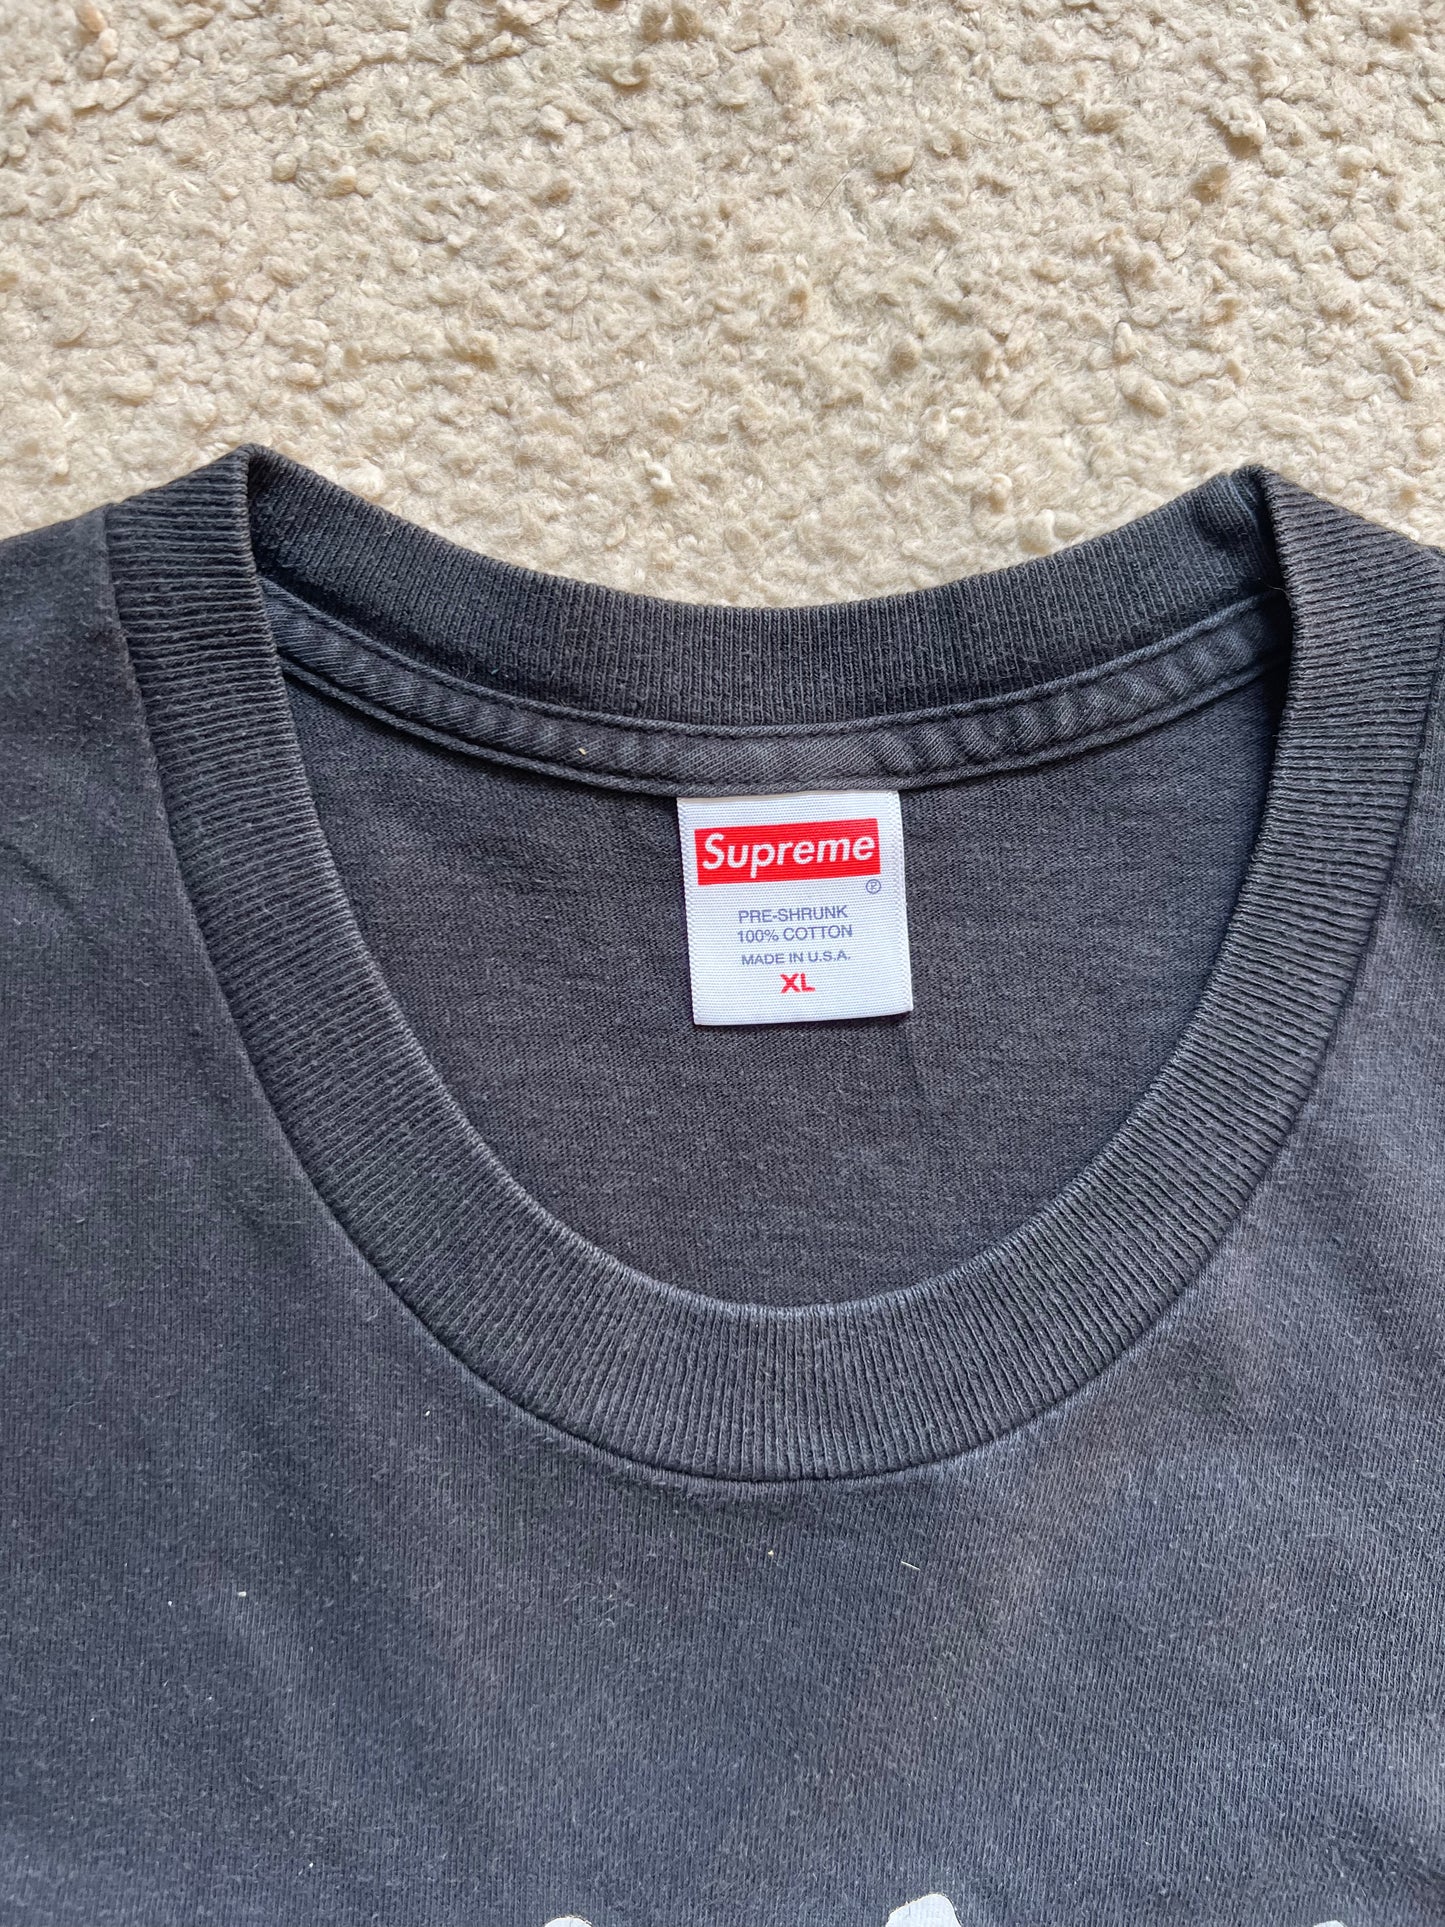 Supreme
®
PRE-SHRUNK
100% COTTON
MADE IN U.S.A.
XL